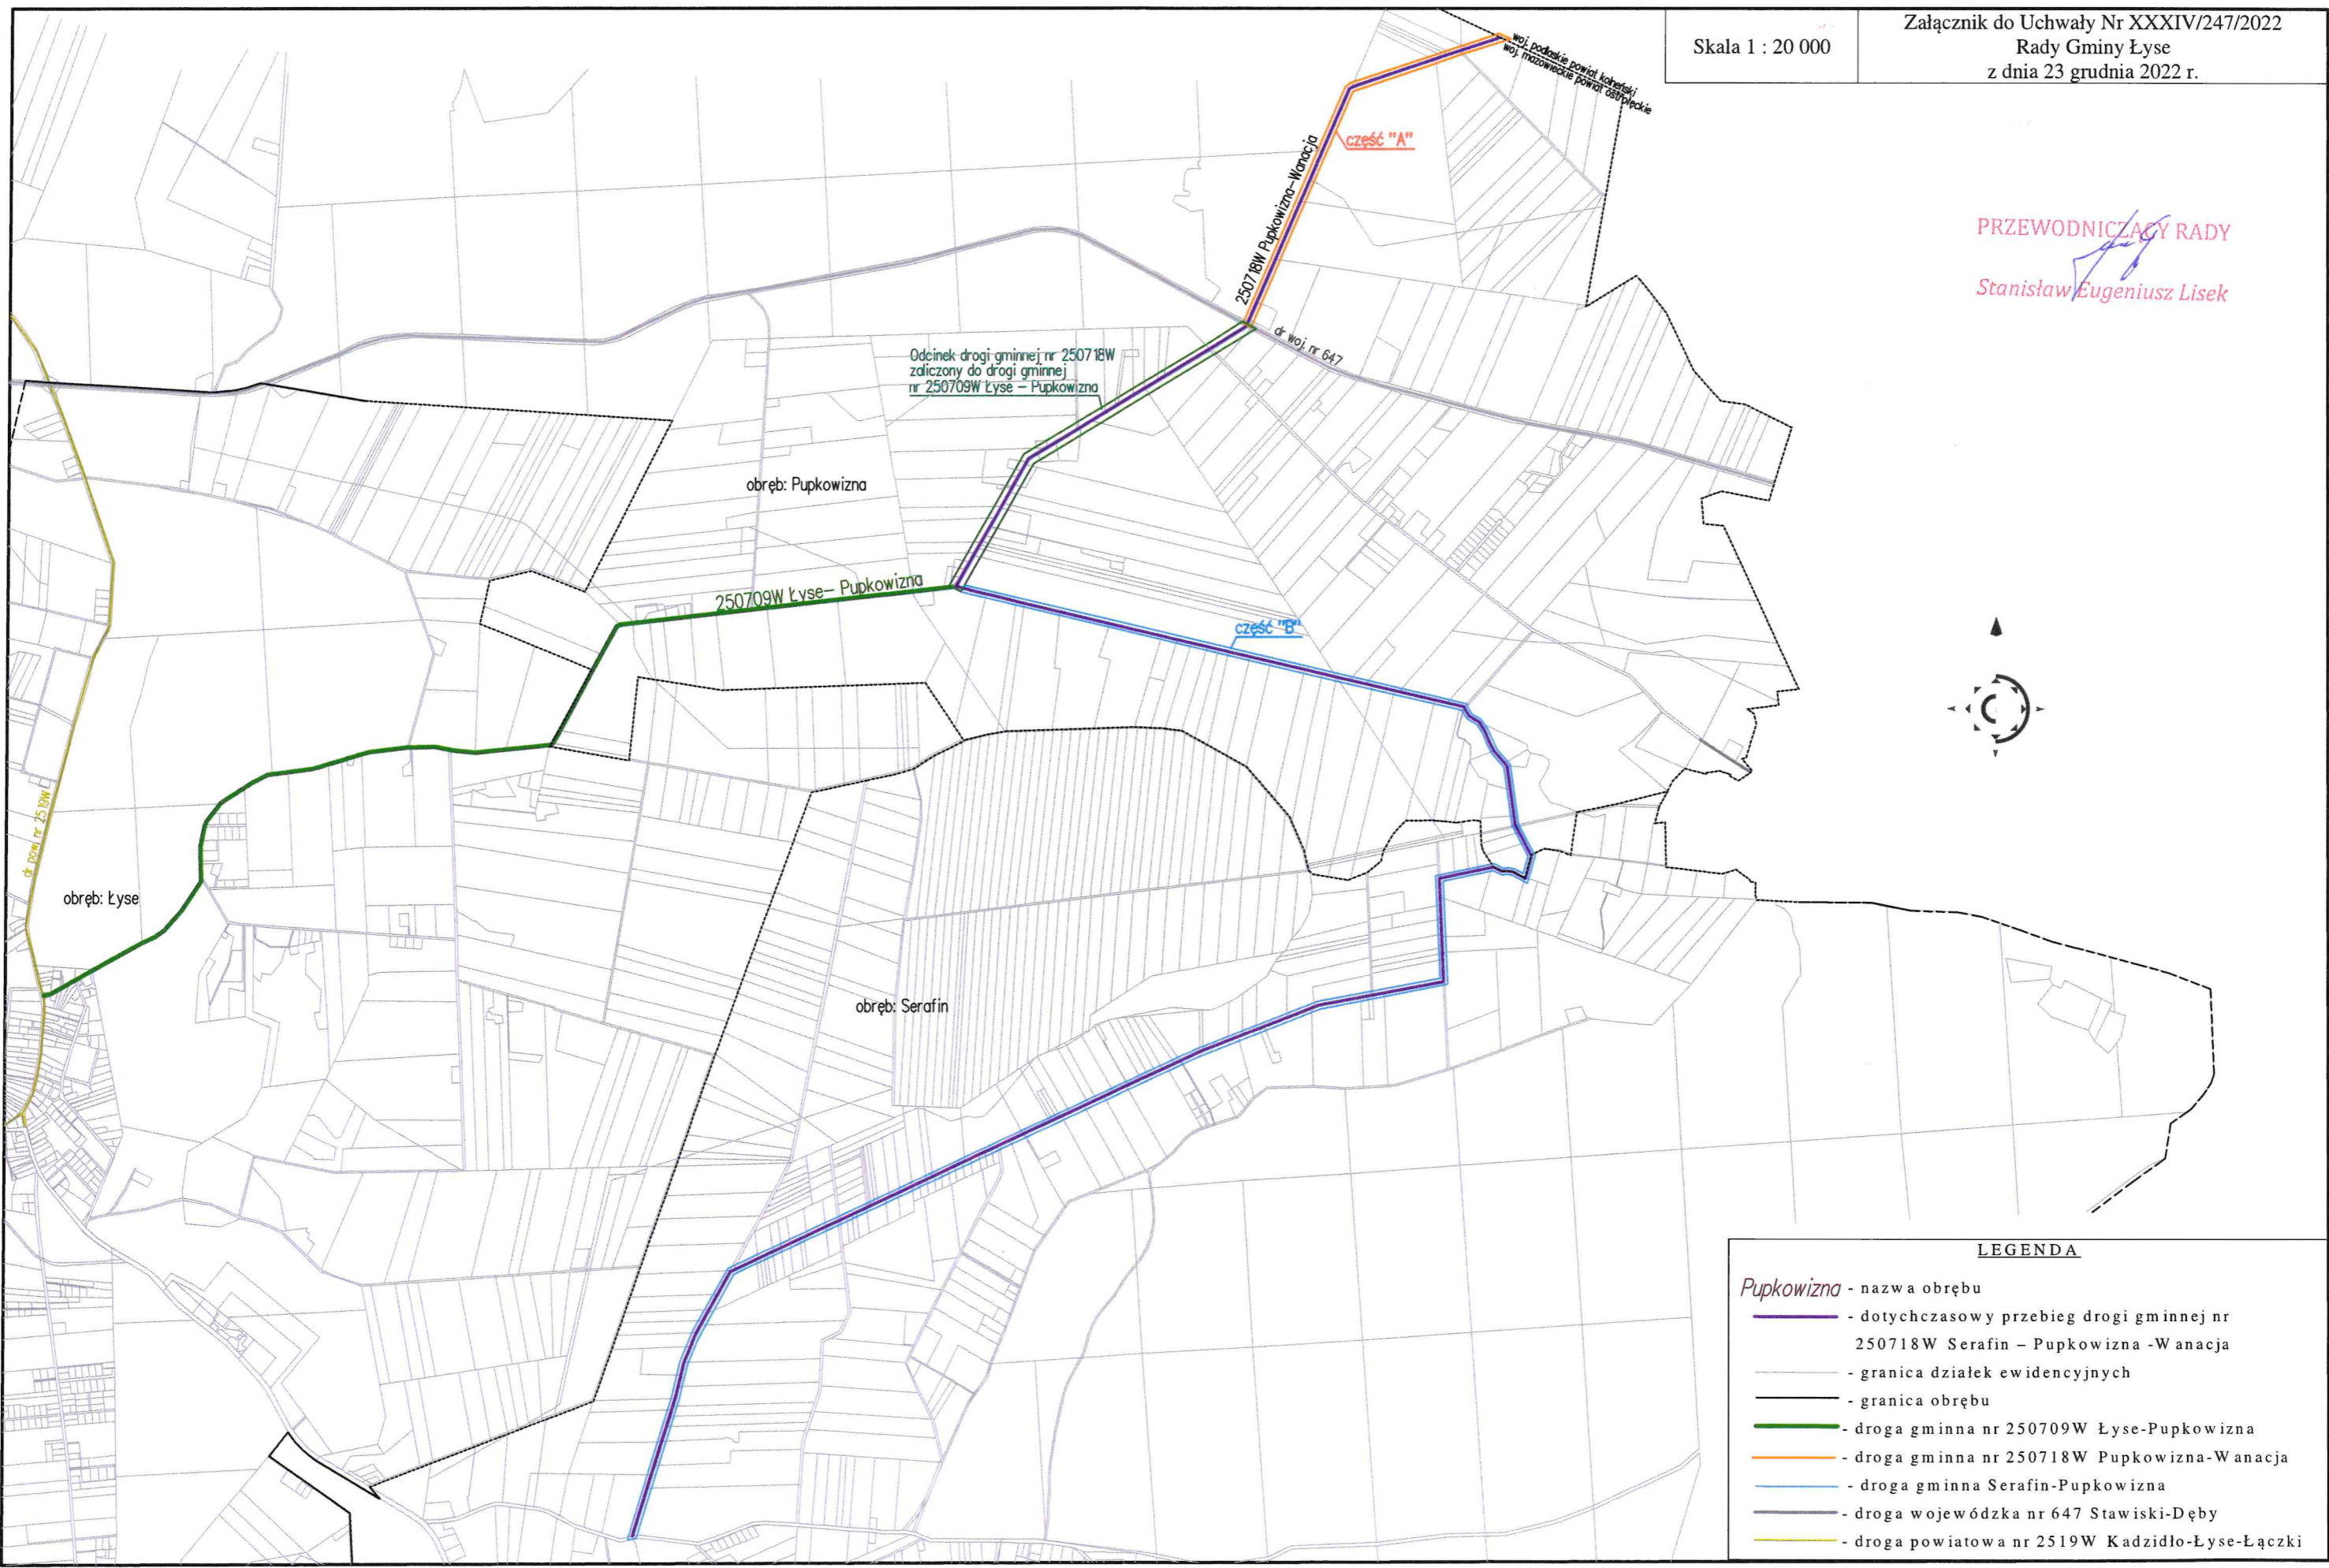 Skala 1 : 20 000
Załącznik do Uchwały Nr XXXIV/247/2022
Rady Gminy Łyse
z dnia 23 grudnia 2022 r.
woj. podlaskie powiat kolneński
woj. mazowieckie powiat ostrołęckie
część "A"
250718W Pupkowizna-Wanacja
PRZEWODNICZĄCY RADY
Stanisław Eugeniusz Lisek
dr woj. nr 647
Odcinek drogi gminnej nr 250718W
zaliczony do drogi gminnej
nr 250709W Łyse - Pupkowizna
obręb: Pupkowizna
250709W Łyse- Pupkowizna
część "B"
dr pow. nr 2519W
obręb: Łyse
obręb: Serafin
LEGENDA
Pupkowizna - nazwa obrębu
- dotychczasowy przebieg drogi gminnej nr
250718W Serafin – Pupkowizna -Wanacja
- granica działek ewidencyjnych
- granica obrębu
- droga gminna nr 250709W Łyse-Pupkowizna
- droga gminna nr 250718W Pupkowizna-Wanacja
- droga gminna Serafin-Pupkowizna
- droga wojewódzka nr 647 Stawiski-Dęby
- droga powiatowa nr 2519W Kadzidło-Łyse-Łączki